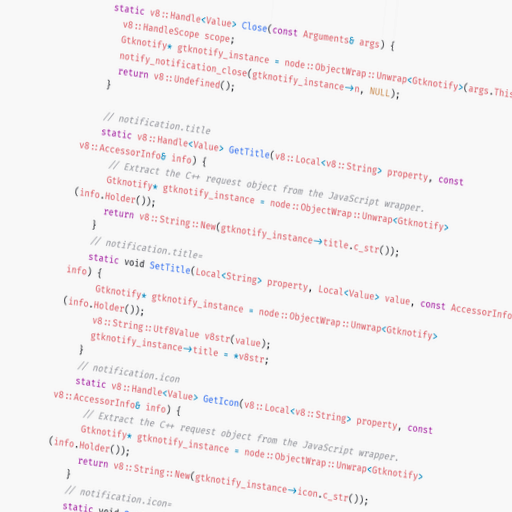 static v8::Handle<Value> Close(const Arguments& args) {
v8::HandleScope scope;
Gtknotify* gtknotify_instance = node::ObjectWrap::Unwrap<Gtknotify>(args.This
notify_notification_close(gtknotify_instance->n, NULL);
return v8::Undefined();
}
// notification.title
static v8::Handle<Value> GetTitle(v8::Local<v8::String> property, const
v8::AccessorInfo& info) {
// Extract the C++ request object from the JavaScript wrapper.
Gtknotify* gtknotify_instance = node::ObjectWrap::Unwrap<Gtknotify>
(info.Holder());
return v8::String::New(gtknotify_instance->title.c_str());
}
// notification.title=
static void SetTitle(Local<String> property, Local<Value> value, const AccessorInfo
info) {
Gtknotify* gtknotify_instance = node::ObjectWrap::Unwrap<Gtknotify>
(info.Holder());
v8::String::Utf8Value v8str(value);
gtknotify_instance->title = *v8str;
}
// notification.icon
static v8::Handle<Value> GetIcon(v8::Local<v8::String> property, const
v8::AccessorInfo& info) {
// Extract the C++ request object from the JavaScript wrapper.
Gtknotify* gtknotify_instance = node::ObjectWrap::Unwrap<Gtknotify>
(info.Holder());
return v8::String::New(gtknotify_instance->icon.c_str());
}
// notification.icon=
static void